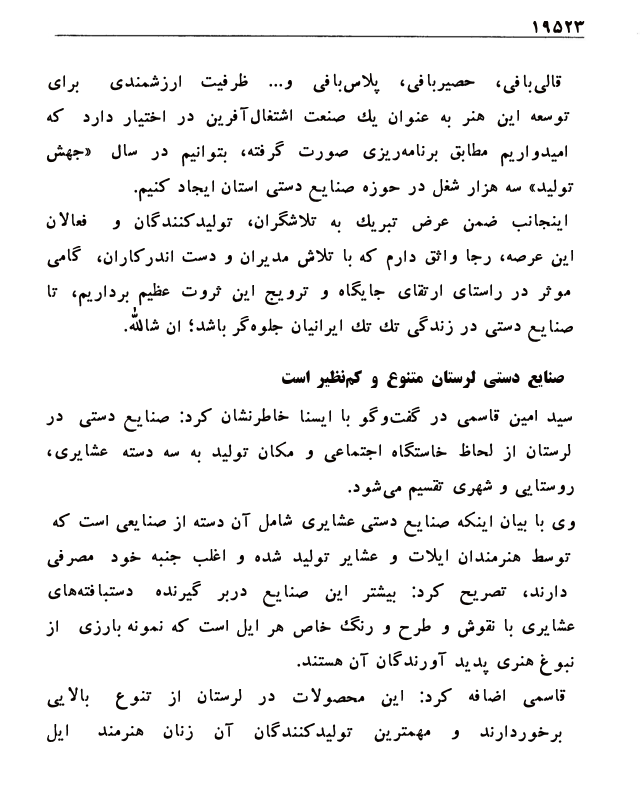 ۱۹۵۲۳
قالی‌بافی، حصیربافی، پلاس‌بافی و... ظرفیت ارزشمندی برای
توسعه این هنر به عنوان یك صنعت اشتغال‌آفرین در اختیار دارد که
امیدواریم مطابق برنامه‌ریزی صورت گرفته، بتوانیم در سال «جهش
تولید» سه هزار شغل در حوزه صنایع دستی استان ایجاد کنیم.
اینجانب ضمن عرض تبریك به تلاشگران، تولیدکنندگان و فعالان
این عرصه، رجا واثق دارم که با تلاش مدیران و دست اندرکاران، گامی
موثر در راستای ارتقای جایگاه و ترویج این ثروت عظیم برداریم، تا
صنایع دستی در زندگی تك تك ایرانیان جلوه‌گر باشد؛ ان شالله.
صنایع دستی لرستان متنوع و کم‌نظیر است
سید امین قاسمی در گفت‌وگو با ایسنا خاطرنشان کرد: صنایع دستی در
لرستان از لحاظ خاستگاه اجتماعی و مکان تولید به سه دسته عشایری،
روستایی و شهری تقسیم می‌شود.
وی با بیان اینکه صنایع دستی عشایری شامل آن دسته از صنایعی است که
توسط هنرمندان ایلات و عشایر تولید شده و اغلب جنبه خود مصرفی
دارند، تصریح کرد: بیشتر این صنایع دربر گیرنده دستبافته‌های
عشایری با نقوش و طرح و رنگ خاص هر ایل است که نمونه بارزی از
نبوغ هنری پدید آورندگان آن هستند.
قاسمی اضافه کرد: این محصولات در لرستان از تنوع بالایی
برخوردارند و مهمترین تولیدکنندگان آن زنان هنرمند ایل